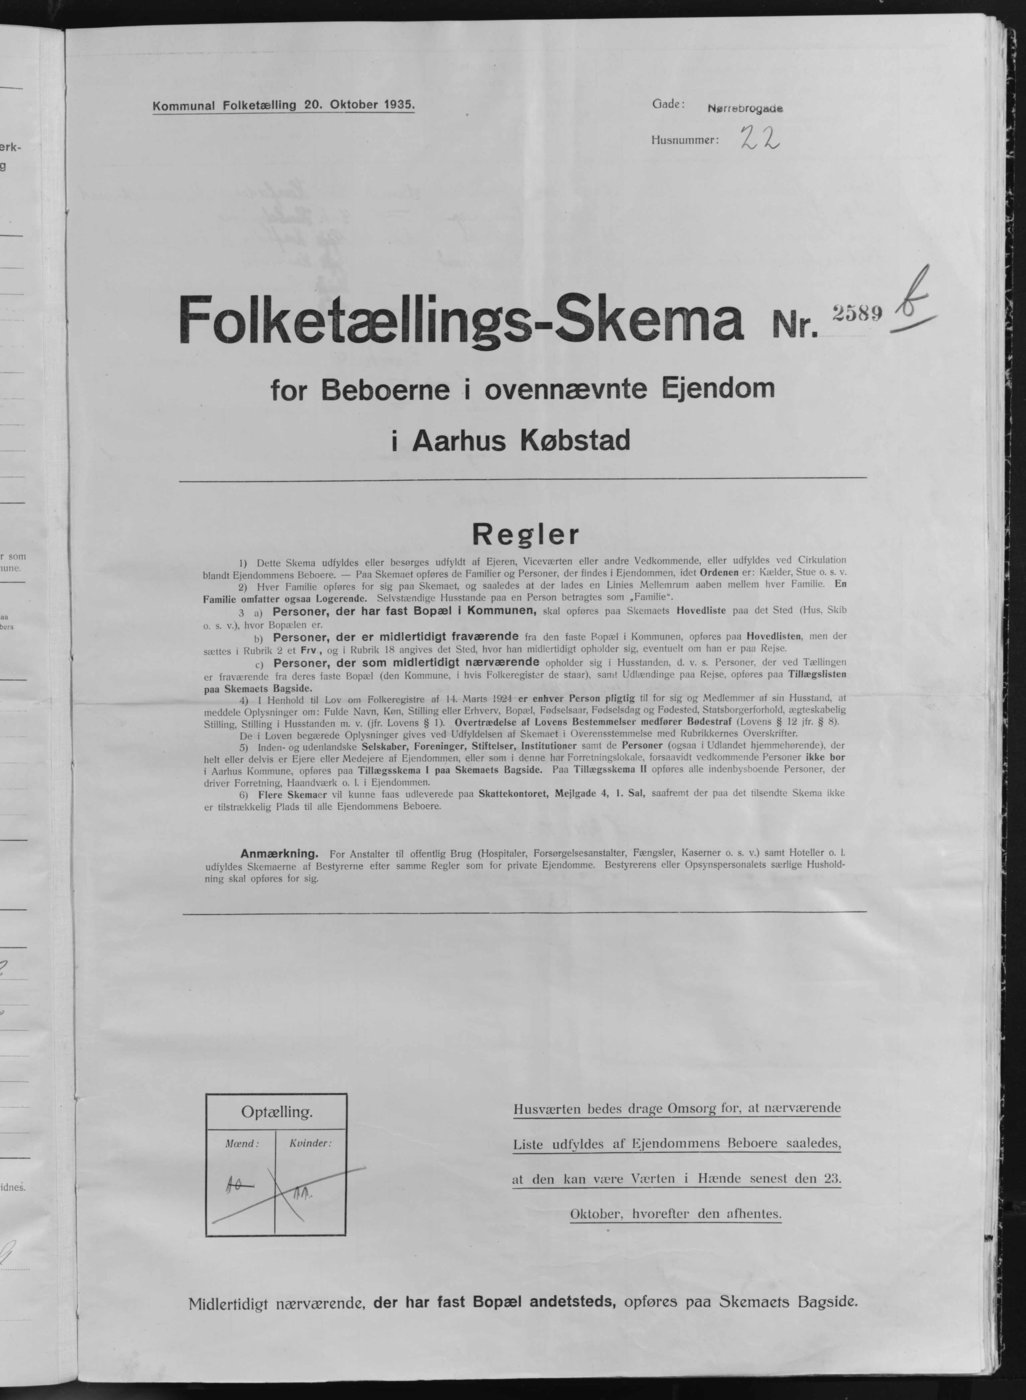 Kommunal Folketælling 20. Oktober 1935.
Gade: Nørrebrogade
Husnummer: 22
Folketællings-Skema Nr. 2589 b
for Beboerne i ovennævnte Ejendom
i Aarhus Købstad
Regler
1) Dette Skema udfyldes eller besørges udfyldt af Ejeren, Viceværten eller andre Vedkommende, eller udfyldes ved Cirkulation
blandt Ejendommens Beboere. — Paa Skemaet opføres de Familier og Personer, der findes i Ejendommen, idet Ordenen er: Kælder, Stue o. s. v.
2) Hver Familie opføres for sig paa Skemaet, og saaledes at der lades en Linies Mellemrum aaben mellem hver Familie. En
Familie omfatter ogsaa Logerende. Selvstændige Husstande paa en Person betragtes som „Familie“.
3 a) Personer, der har fast Bopæl i Kommunen, skal opføres paa Skemaets Hovedliste paa det Sted (Hus, Skib
o. s. v.), hvor Bopælen er.
b) Personer, der er midlertidigt fraværende fra den faste Bopæl i Kommunen, opføres paa Hovedlisten, men der
sættes i Rubrik 2 et Frv., og i Rubrik 18 angives det Sted, hvor han midlertidigt opholder sig, eventuelt om han er paa Rejse.
c) Personer, der som midlertidigt nærværende opholder sig i Husstanden, d. v. s. Personer, der ved Tællingen
er fraværende fra deres faste Bopæl (den Kommune, i hvis Folkeregister de staar), samt Udlændinge paa Rejse, opføres paa Tillægslisten
paa Skemaets Bagside.
4) I Henhold til Lov om Folkeregistre af 14. Marts 1924 er enhver Person pligtig til for sig og Medlemmer af sin Husstand, at
meddele Oplysninger om: Fulde Navn, Køn, Stilling eller Erhverv, Bopæl, Fødselsaar, Fødselsdag og Fødested, Statsborgerforhold, ægteskabelig
Stilling, Stilling i Husstanden m. v. (jfr. Lovens § 1). Overtrædelse af Lovens Bestemmelser medfører Bødestraf (Lovens § 12 jfr. § 8).
De i Loven begærede Oplysninger gives ved Udfyldelsen af Skemaet i Overensstemmelse med Rubrikkernes Overskrifter.
5) Inden- og udenlandske Selskaber, Foreninger, Stiftelser, Institutioner samt de Personer (ogsaa i Udlandet hjemmehørende), der
helt eller delvis er Ejere eller Medejere af Ejendommen, eller som i denne har Forretningslokale, forsaavidt vedkommende Personer ikke bor
i Aarhus Kommune, opføres paa Tillægsskema I paa Skemaets Bagside. Paa Tillægsskema II opføres alle indenbysboende Personer, der
driver Forretning, Haandværk o. l. i Ejendommen.
6) Flere Skemaer vil kunne faas udleverede paa Skattekontoret, Mejlgade 4, 1. Sal, saafremt der paa det tilsendte Skema ikke
er tilstrækkelig Plads til alle Ejendommens Beboere.
Anmærkning. For Anstalter til offentlig Brug (Hospitaler, Forsørgelsesanstalter, Fængsler, Kaserner o. s. v.) samt Hoteller o. l.
udfyldes Skemaerne af Bestyrerne efter samme Regler som for private Ejendomme. Bestyrerens eller Opsynspersonalets særlige Hushold-
ning skal opføres for sig.
Optælling.
Mænd: Kvinder:
10 11.
Husværten bedes drage Omsorg for, at nærværende
Liste udfyldes af Ejendommens Beboere saaledes,
at den kan være Værten i Hænde senest den 23.
Oktober, hvorefter den afhentes.
Midlertidigt nærværende, der har fast Bopæl andetsteds, opføres paa Skemaets Bagside.